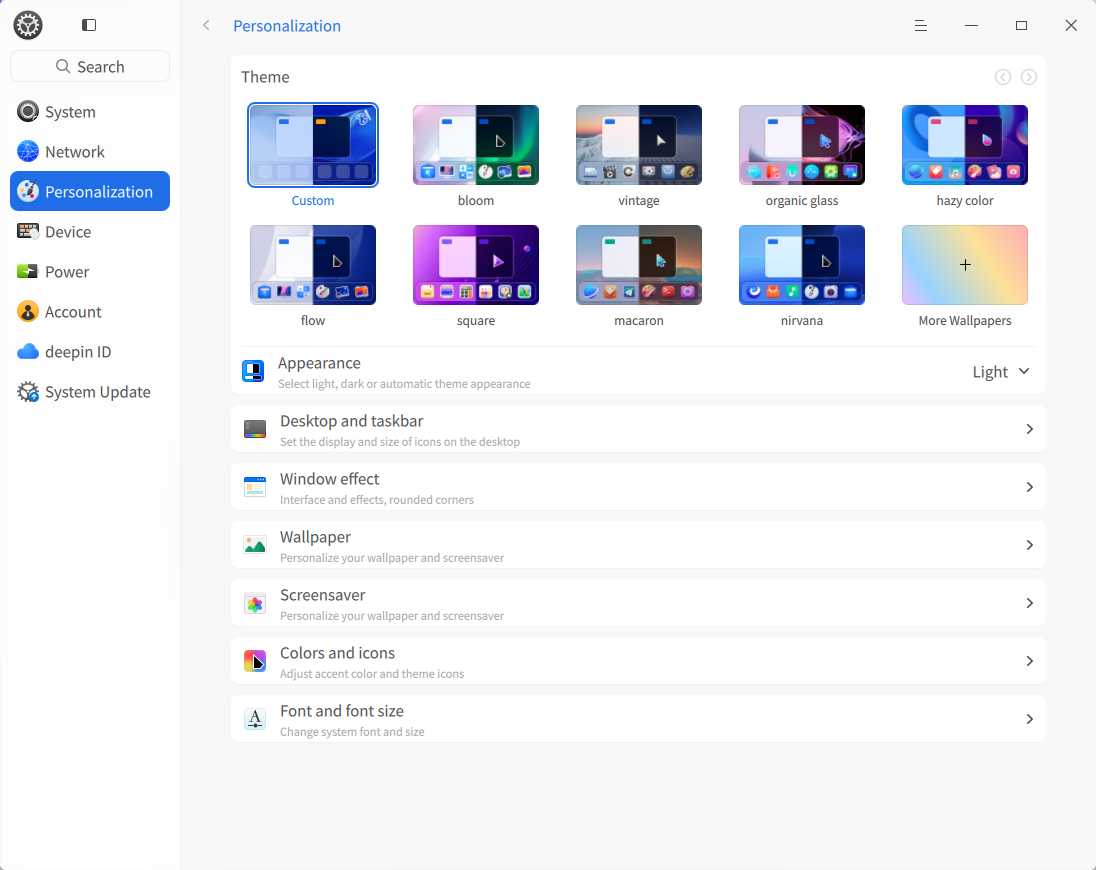 Personalization
Search
System
Network
Personalization
Device
Power
Account
deepin ID
System Update
Theme
Custom
bloom
vintage
organic glass
hazy color
flow
square
macaron
nirvana
More Wallpapers
Appearance
Select light, dark or automatic theme appearance
Light
Desktop and taskbar
Set the display and size of icons on the desktop
Window effect
Interface and effects, rounded corners
Wallpaper
Personalize your wallpaper and screensaver
Screensaver
Personalize your wallpaper and screensaver
Colors and icons
Adjust accent color and theme icons
Font and font size
Change system font and size